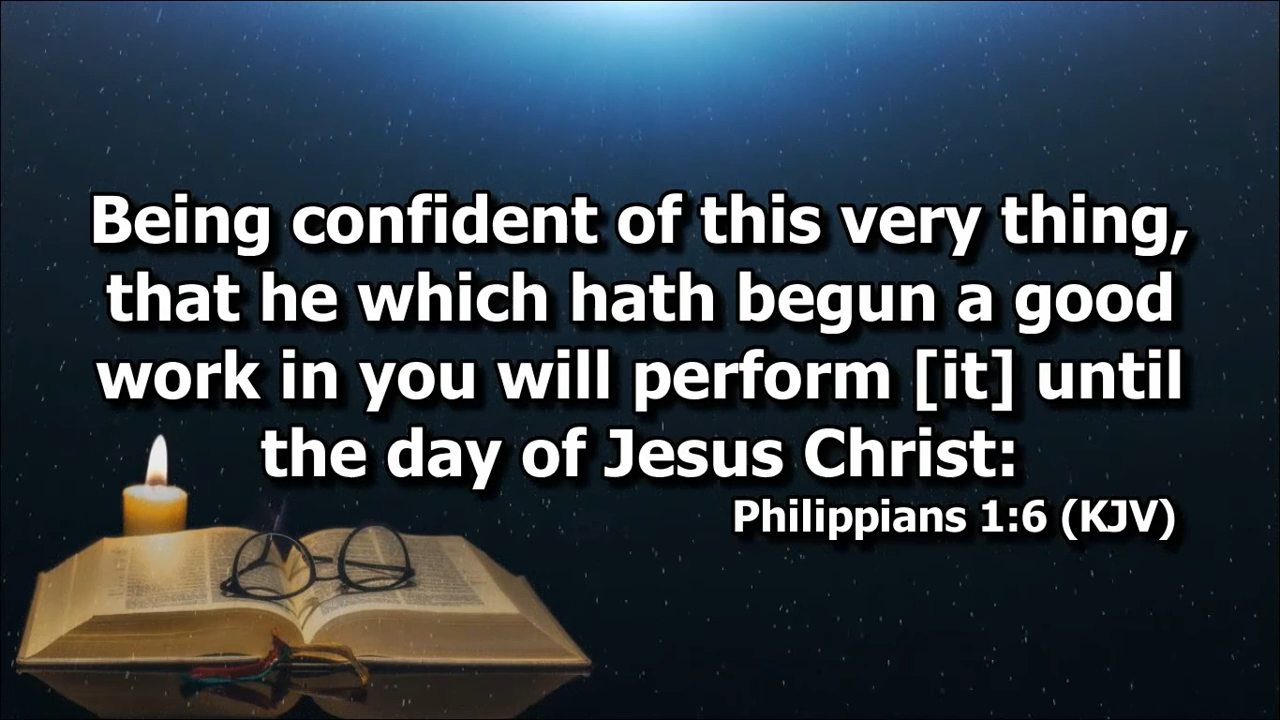 Being confident of this very thing,
that he which hath begun a good
work in you will perform [it] until
the day of Jesus Christ:
Philippians 1:6 (KJV)